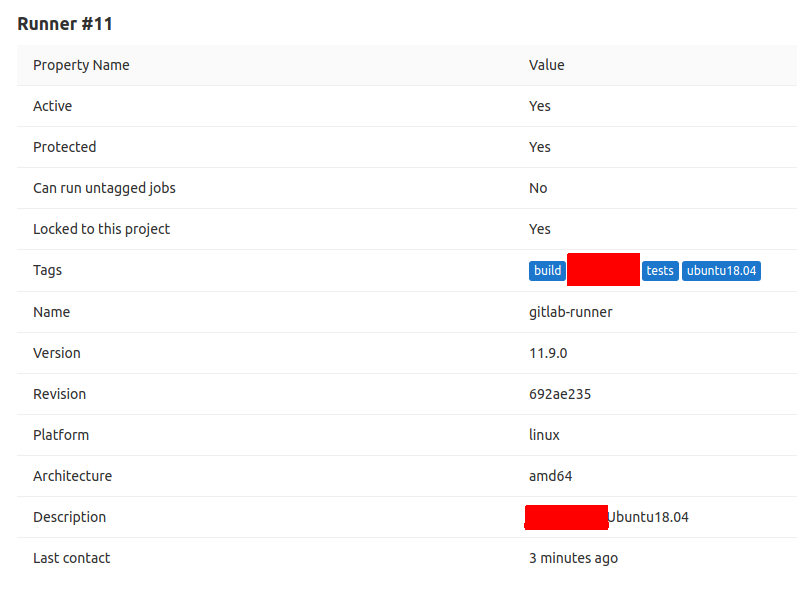 Runner #11
Property Name Value
Active Yes
Protected Yes
Can run untagged jobs No
Locked to this project Yes
Tags build tests ubuntu18.04
Name gitlab-runner
Version 11.9.0
Revision 692ae235
Platform linux
Architecture amd64
Description Ubuntu18.04
Last contact 3 minutes ago